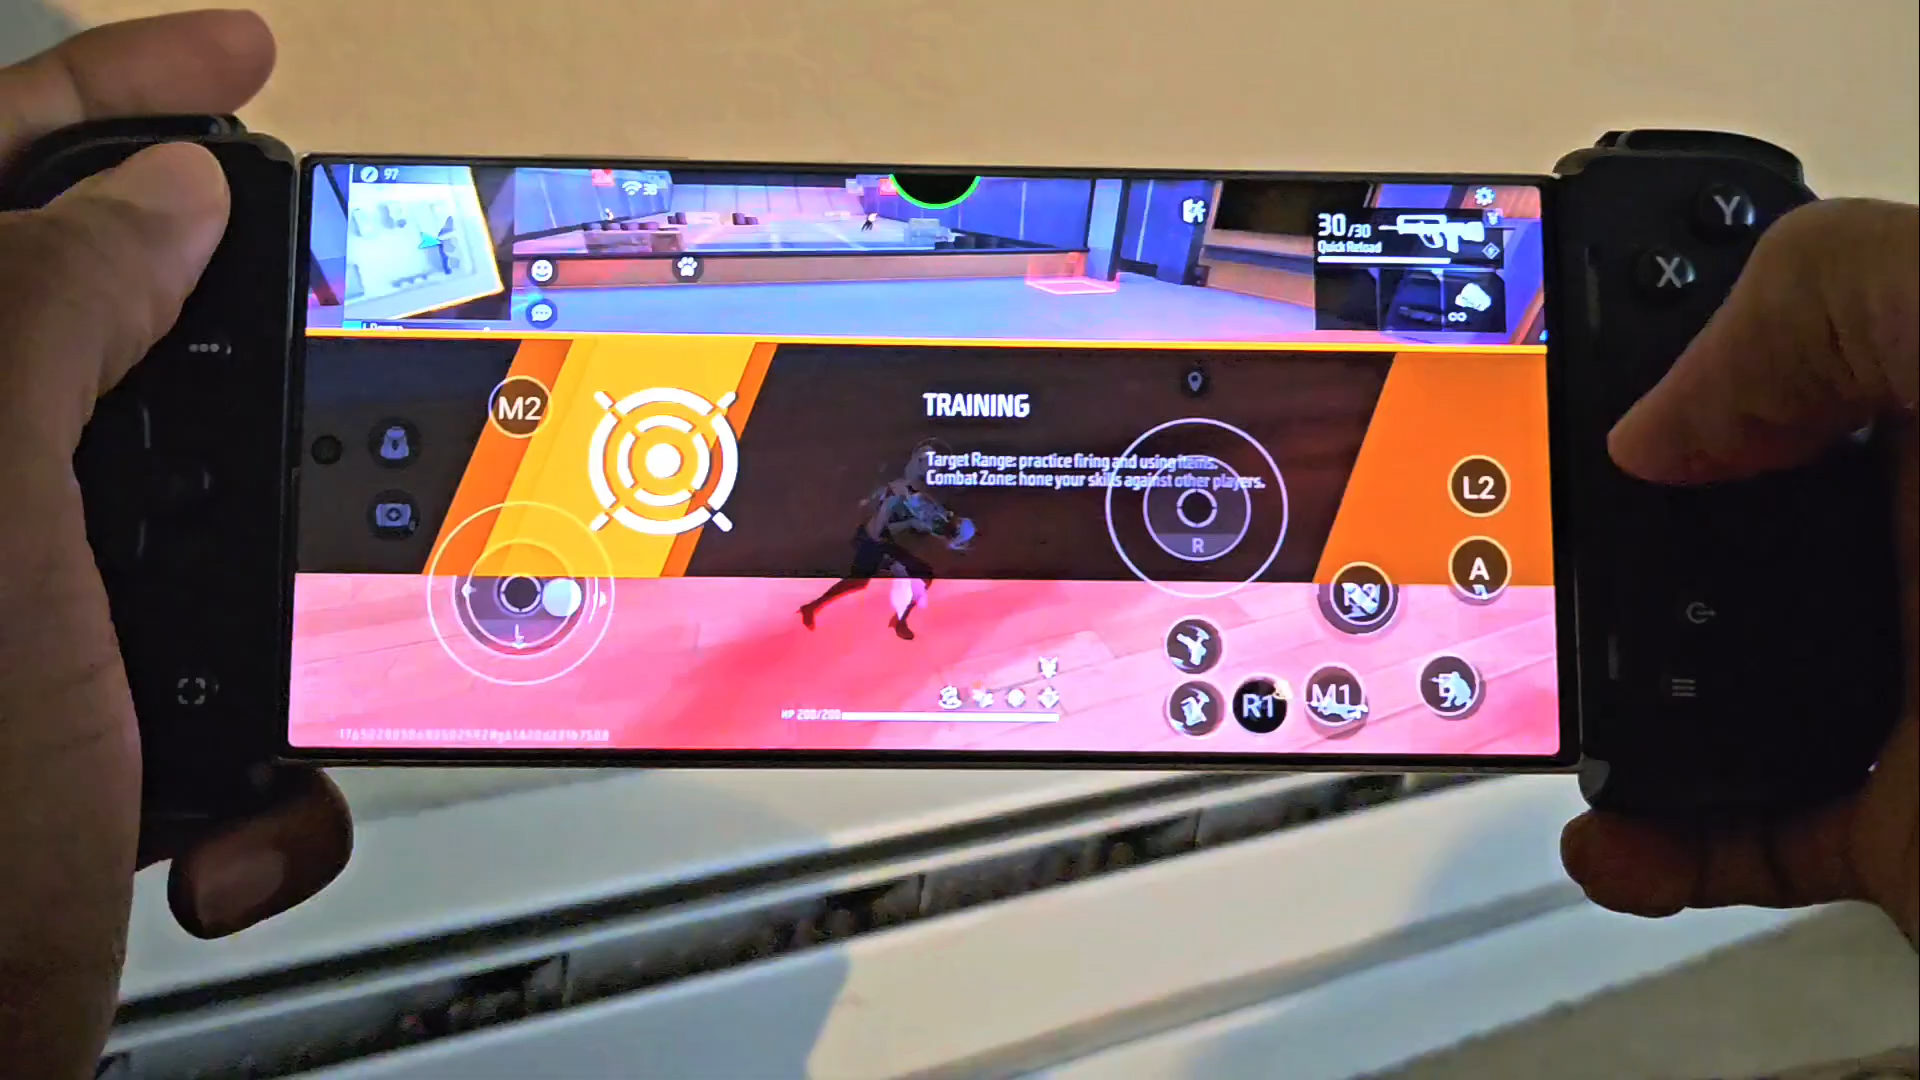 97
38
30/30
Quick Reload
∞
M2
TRAINING
Target Range: practice firing and using items.
Combat Zone: hone your skills against other players.
R
L2
A
L
R1
M1
HP 200/200
Y
X